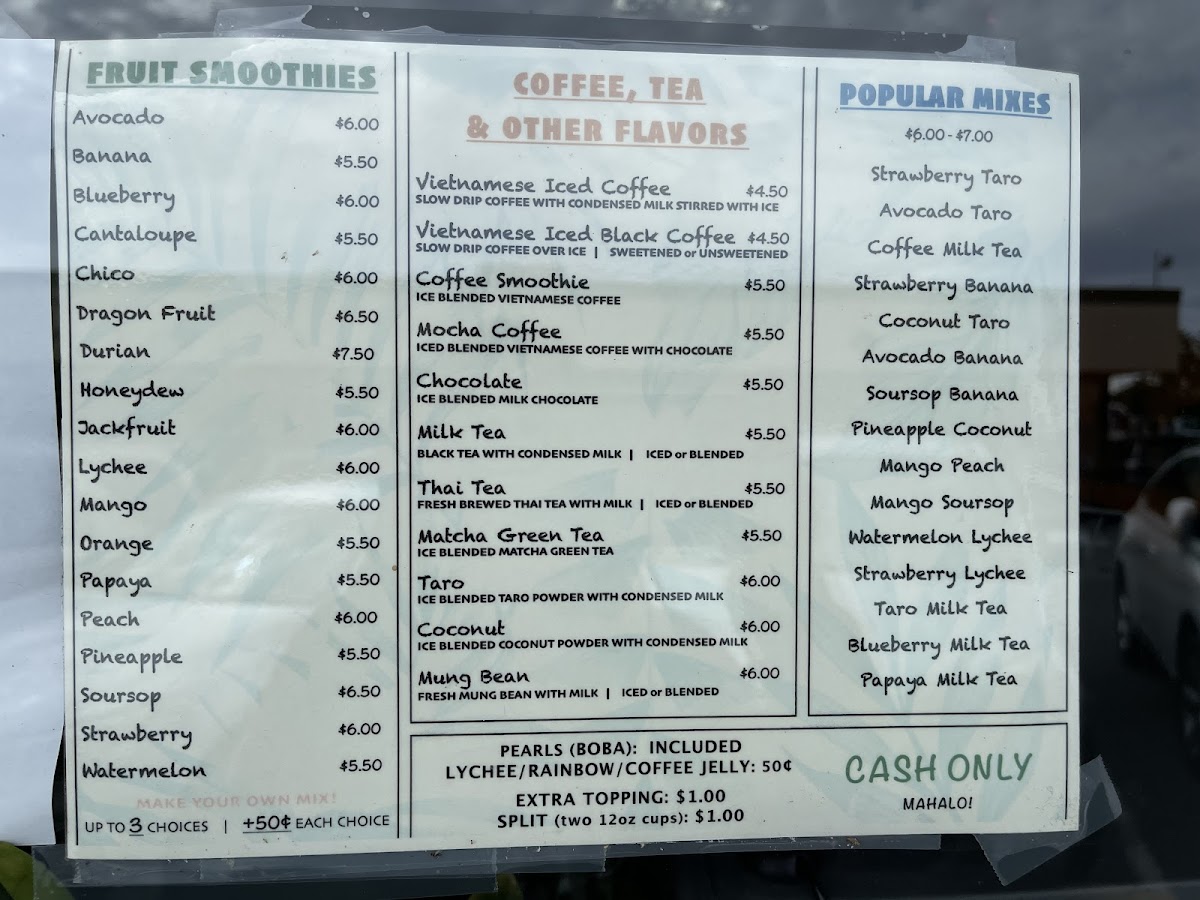 FRUIT SMOOTHIES
Avocado $6.00
Banana $5.50
Blueberry $6.00
Cantaloupe $5.50
Chico $6.00
Dragon Fruit $6.50
Durian $7.50
Honeydew $5.50
Jackfruit $6.00
Lychee $6.00
Mango $6.00
Orange $5.50
Papaya $5.50
Peach $6.00
Pineapple $5.50
Soursop $6.50
Strawberry $6.00
Watermelon $5.50
MAKE YOUR OWN MIX!
UP TO 3 CHOICES | +50¢ EACH CHOICE
COFFEE, TEA
& OTHER FLAVORS
Vietnamese Iced Coffee $4.50
SLOW DRIP COFFEE WITH CONDENSED MILK STIRRED WITH ICE
Vietnamese Iced Black Coffee $4.50
SLOW DRIP COFFEE OVER ICE | SWEETENED or UNSWEETENED
Coffee Smoothie $5.50
ICE BLENDED VIETNAMESE COFFEE
Mocha Coffee $5.50
ICED BLENDED VIETNAMESE COFFEE WITH CHOCOLATE
Chocolate $5.50
ICE BLENDED MILK CHOCOLATE
Milk Tea $5.50
BLACK TEA WITH CONDENSED MILK | ICED or BLENDED
Thai Tea $5.50
FRESH BREWED THAI TEA WITH MILK | ICED or BLENDED
Matcha Green Tea $5.50
ICE BLENDED MATCHA GREEN TEA
Taro $6.00
ICE BLENDED TARO POWDER WITH CONDENSED MILK
Coconut $6.00
ICE BLENDED COCONUT POWDER WITH CONDENSED MILK
Mung Bean $6.00
FRESH MUNG BEAN WITH MILK | ICED or BLENDED
POPULAR MIXES
$6.00 - $7.00
Strawberry Taro
Avocado Taro
Coffee Milk Tea
Strawberry Banana
Coconut Taro
Avocado Banana
Soursop Banana
Pineapple Coconut
Mango Peach
Mango Soursop
Watermelon Lychee
Strawberry Lychee
Taro Milk Tea
Blueberry Milk Tea
Papaya Milk Tea
PEARLS (BOBA): INCLUDED
LYCHEE/RAINBOW/COFFEE JELLY: 50¢
EXTRA TOPPING: $1.00
SPLIT (two 12oz cups): $1.00
CASH ONLY
MAHALO!